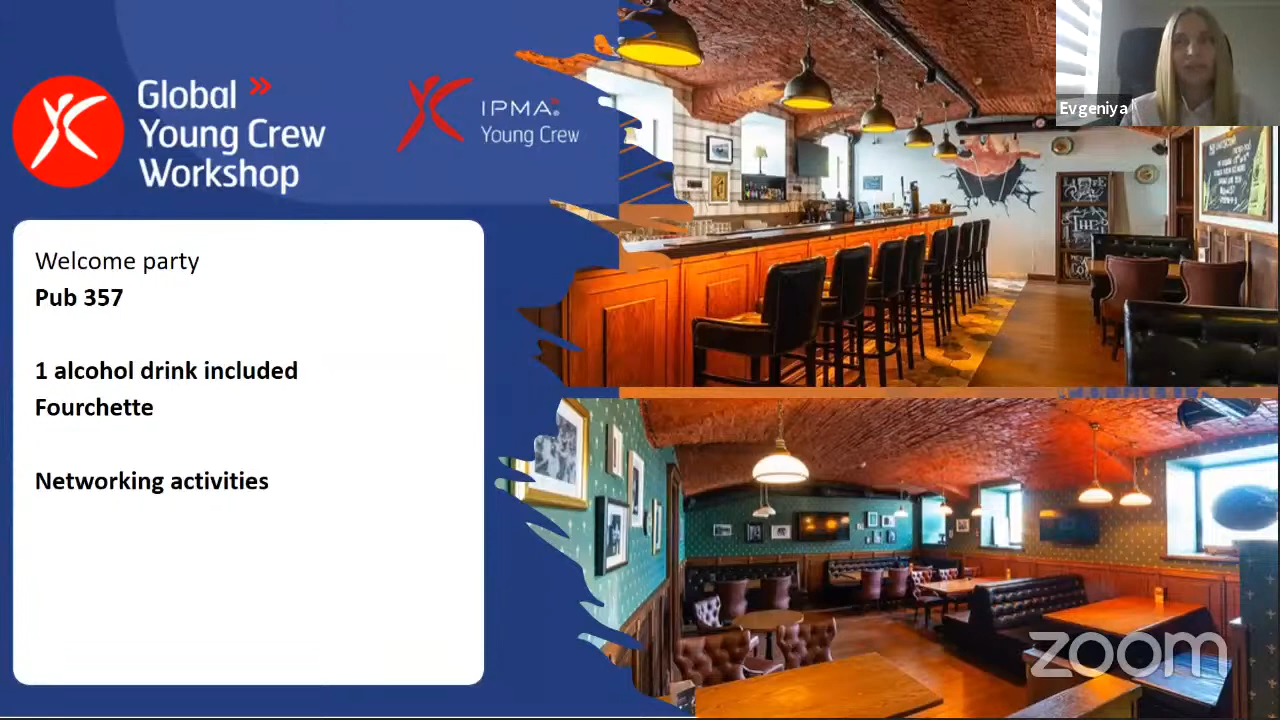 Global
Young Crew
Workshop
IPMA
Young Crew
Evgeniya
Welcome party
Pub 357
1 alcohol drink included
Fourchette
Networking activities
zoom